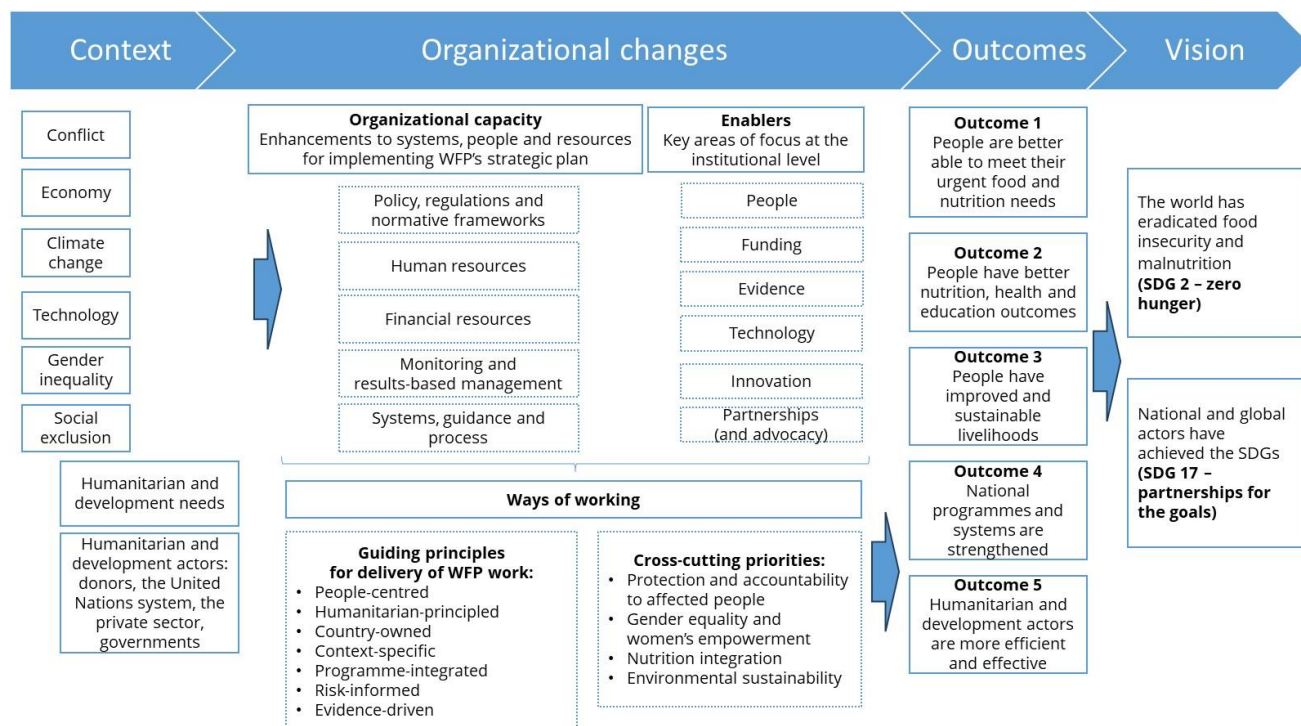 Context
Organizational changes
Outcomes
Vision
Conflict
Economy
Climate
change
Technology
Gender
inequality
Social
exclusion
Humanitarian and
development needs
Humanitarian and
development actors:
donors, the United
Nations system, the
private sector,
governments
Organizational capacity
Enhancements to systems, people and resources
for implementing WFP's strategic plan
Policy, regulations and
normative frameworks
Human resources
Financial resources
Monitoring and
results-based management
Systems, guidance and
process
Enablers
Key areas of focus at the
institutional level
People
Funding
Evidence
Technology
Innovation
Partnerships
(and advocacy)
Ways of working
Guiding principles
for delivery of WFP work:
• People-centred
• Humanitarian-principled
• Country-owned
• Context-specific
• Programme-integrated
• Risk-informed
• Evidence-driven
Cross-cutting priorities:
• Protection and accountability
to affected people
• Gender equality and
women's empowerment
• Nutrition integration
• Environmental sustainability
Outcome 1
People are better
able to meet their
urgent food and
nutrition needs
Outcome 2
People have better
nutrition, health and
education outcomes
Outcome 3
People have
improved and
sustainable
livelihoods
Outcome 4
National
programmes and
systems are
strengthened
Outcome 5
Humanitarian and
development actors
are more efficient
and effective
The world has
eradicated food
insecurity and
malnutrition
(SDG 2 – zero
hunger)
National and global
actors have
achieved the SDGs
(SDG 17 –
partnerships for
the goals)